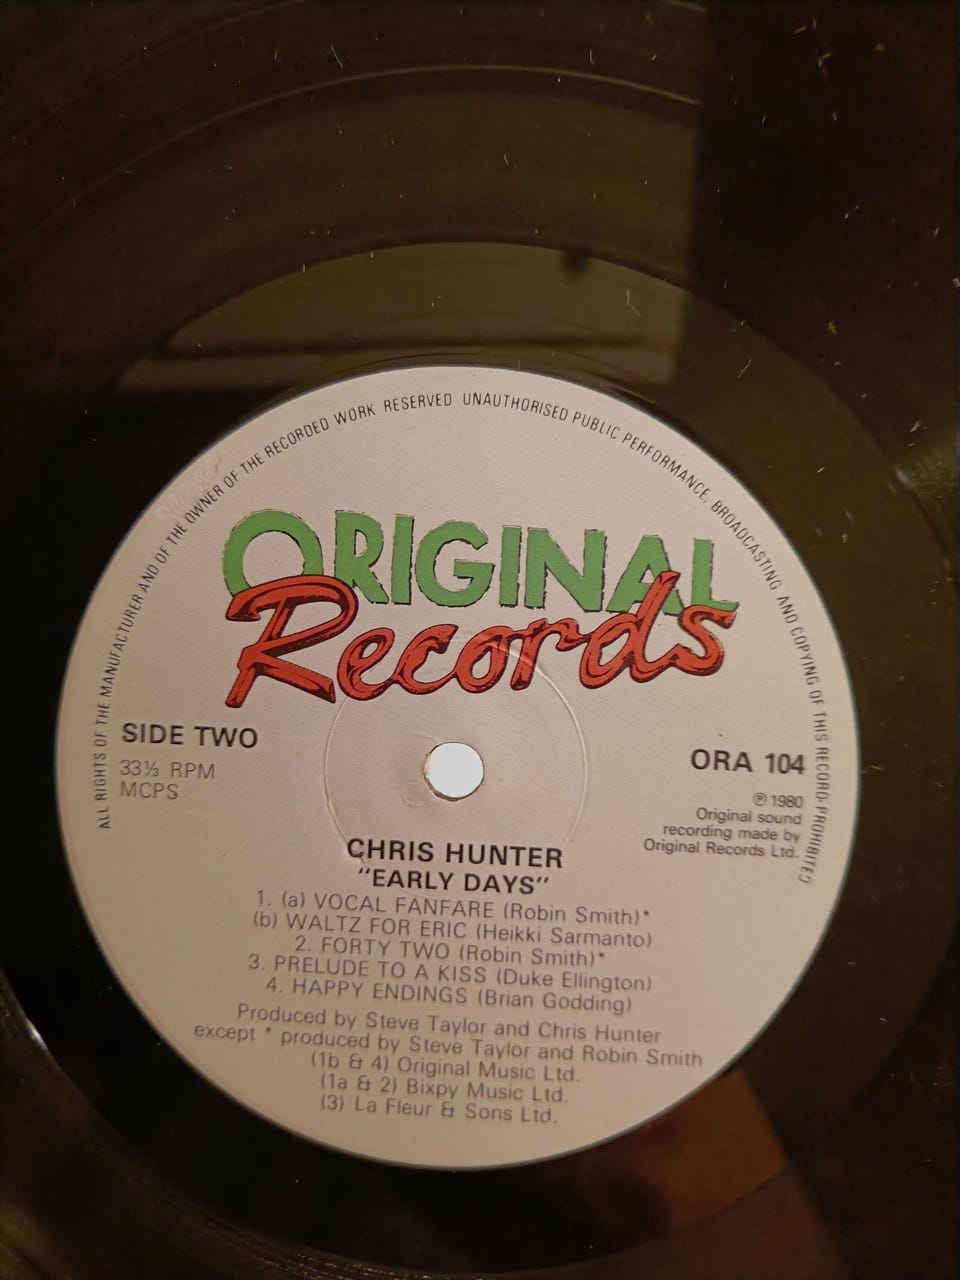 ALL RIGHTS OF THE MANUFACTURER AND OF THE OWNER OF THE RECORDED WORK RESERVED UNAUTHORISED PUBLIC PERFORMANCE, BROADCASTING AND COPYING OF THIS RECORD PROHIBITED
ORIGINAL
Records
SIDE TWO
33⅓ RPM
MCPS
ORA 104
℗ 1980
Original sound
recording made by
Original Records Ltd.
CHRIS HUNTER
"EARLY DAYS"
1. (a) VOCAL FANFARE (Robin Smith)*
(b) WALTZ FOR ERIC (Heikki Sarmanto)
2. FORTY TWO (Robin Smith)*
3. PRELUDE TO A KISS (Duke Ellington)
4. HAPPY ENDINGS (Brian Godding)
Produced by Steve Taylor and Chris Hunter
except * produced by Steve Taylor and Robin Smith
(1b & 4) Original Music Ltd.
(1a & 2) Bixpy Music Ltd.
(3) La Fleur & Sons Ltd.